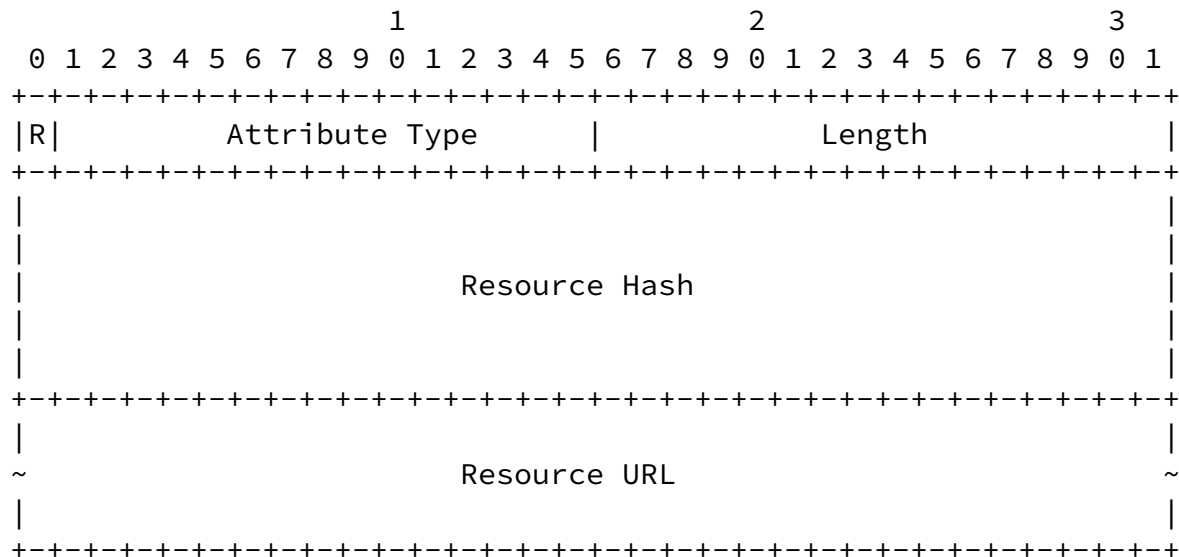 1                   2                   3
 0 1 2 3 4 5 6 7 8 9 0 1 2 3 4 5 6 7 8 9 0 1 2 3 4 5 6 7 8 9 0 1
+-+-+-+-+-+-+-+-+-+-+-+-+-+-+-+-+-+-+-+-+-+-+-+-+-+-+-+-+-+-+-+-+
|R|         Attribute Type        |            Length             |
+-+-+-+-+-+-+-+-+-+-+-+-+-+-+-+-+-+-+-+-+-+-+-+-+-+-+-+-+-+-+-+-+
|                                                               |
|                                                               |
|                        Resource Hash                          |
|                                                               |
|                                                               |
+-+-+-+-+-+-+-+-+-+-+-+-+-+-+-+-+-+-+-+-+-+-+-+-+-+-+-+-+-+-+-+-+
|                                                               |
~                        Resource URL                           ~
|                                                               |
+-+-+-+-+-+-+-+-+-+-+-+-+-+-+-+-+-+-+-+-+-+-+-+-+-+-+-+-+-+-+-+-+